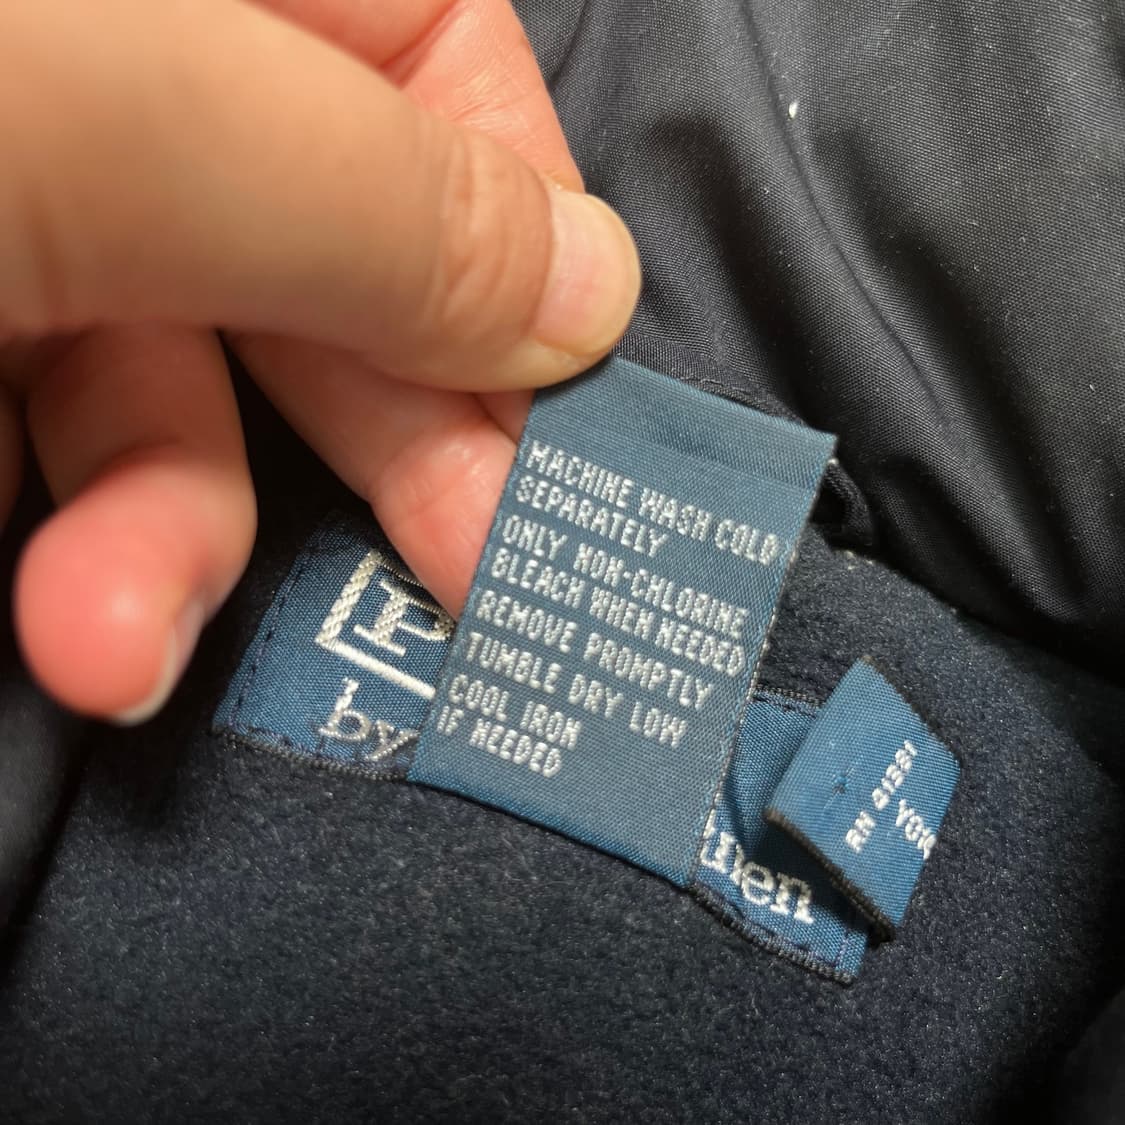 MACHINE WASH COLD
SEPARATELY
ONLY NON-CHLORINE
BLEACH WHEN NEEDED
REMOVE PROMPTLY
TUMBLE DRY LOW
COOL IRON
IF NEEDED
P
by
RN 41381